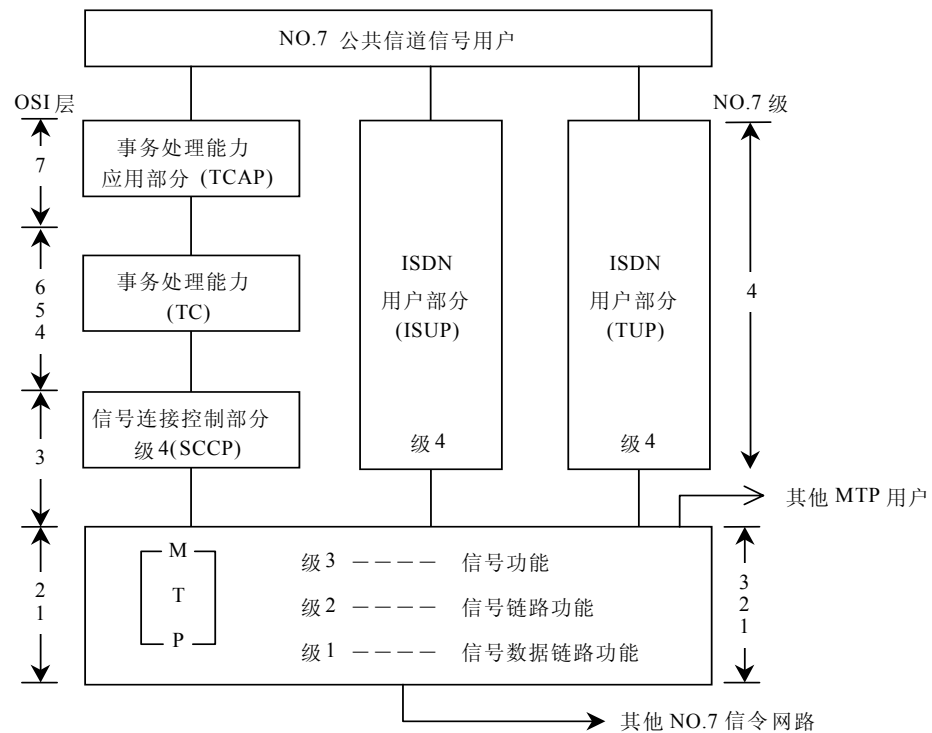 NO.7 公共信道信号用户
OSI 层
NO.7 级
事务处理能力
应用部分 (TCAP)
7
事务处理能力
(TC)
6
5
4
ISDN
用户部分
(ISUP)
级 4
ISDN
用户部分
(TUP)
级 4
4
信号连接控制部分
级 4(SCCP)
3
其他 MTP 用户
M
T
P
级 3 ———— 信号功能
级 2 ———— 信号链路功能
级 1 ———— 信号数据链路功能
2
1
3
2
1
其他 NO.7 信令网路